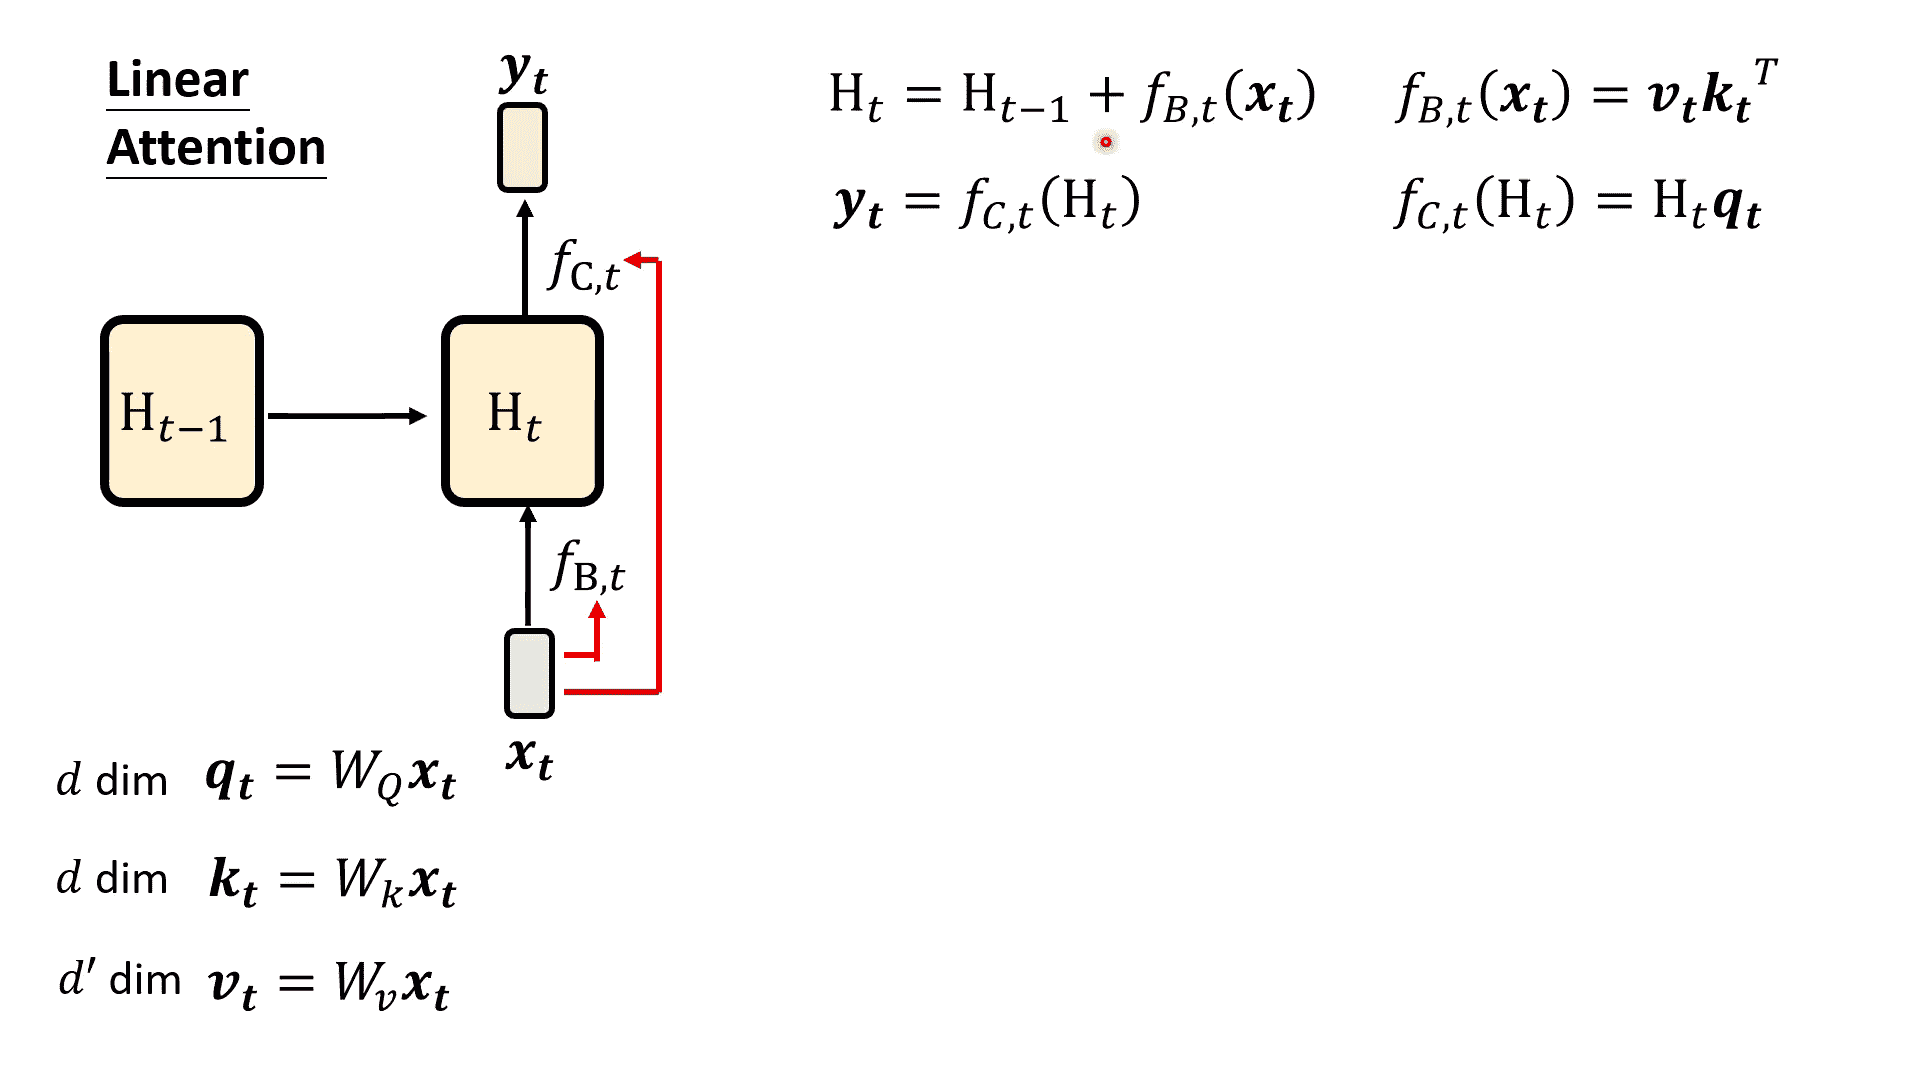 Linear
Attention
y_t
f_{C,t}
H_{t−1}
H_t
f_{B,t}
x_t
d dim q_t = W_Q x_t
d dim k_t = W_k x_t
d′ dim v_t = W_v x_t
H_t = H_{t−1} + f_{B,t}(x_t) f_{B,t}(x_t) = v_t k_t^T
y_t = f_{C,t}(H_t) f_{C,t}(H_t) = H_t q_t